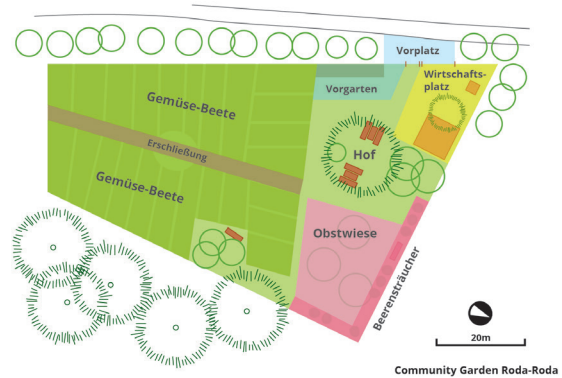 Vorplatz
Vorgarten
Wirtschafts-
platz
Gemüse-Beete
Erschließung
Hof
Gemüse-Beete
Obstwiese
Beerensträucher
20m
Community Garden Roda-Roda